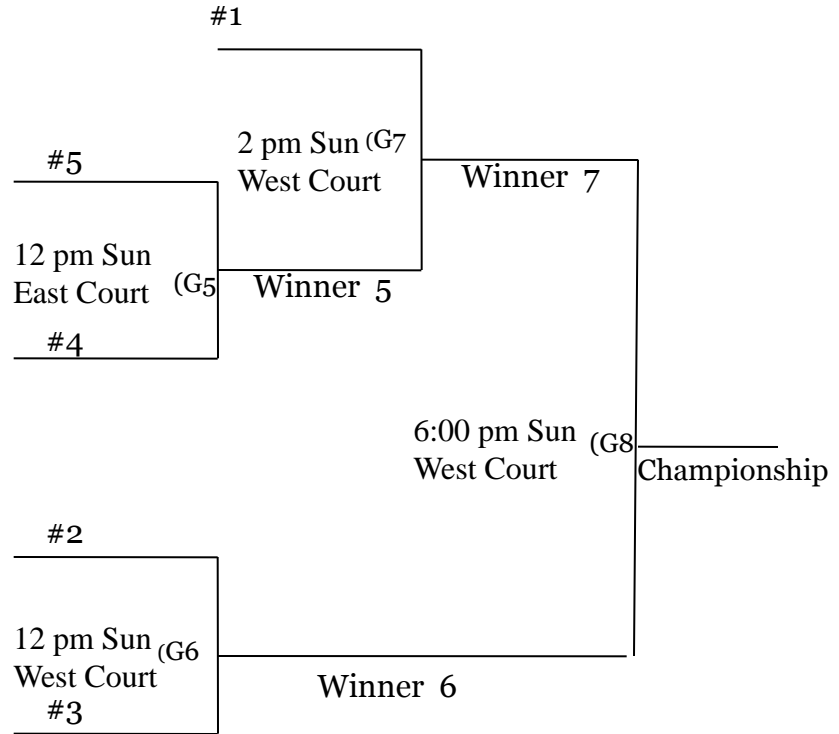 #1
2 pm Sun (G7
West Court
#5
Winner 7
12 pm Sun
East Court (G5
Winner 5
#4
6:00 pm Sun (G8
West Court
Championship
#2
12 pm Sun (G6
West Court
Winner 6
#3